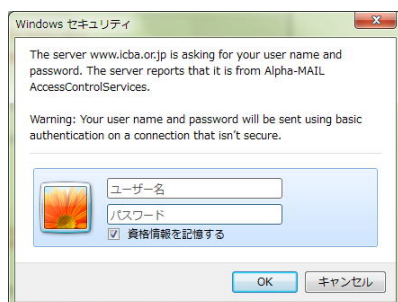 Windows セキュリティ
The server www.icba.or.jp is asking for your user name and
password. The server reports that it is from Alpha-MAIL
AccessControlServices.
Warning: Your user name and password will be sent using basic
authentication on a connection that isn't secure.
ユーザー名
パスワード
資格情報を記憶する
OK
キャンセル